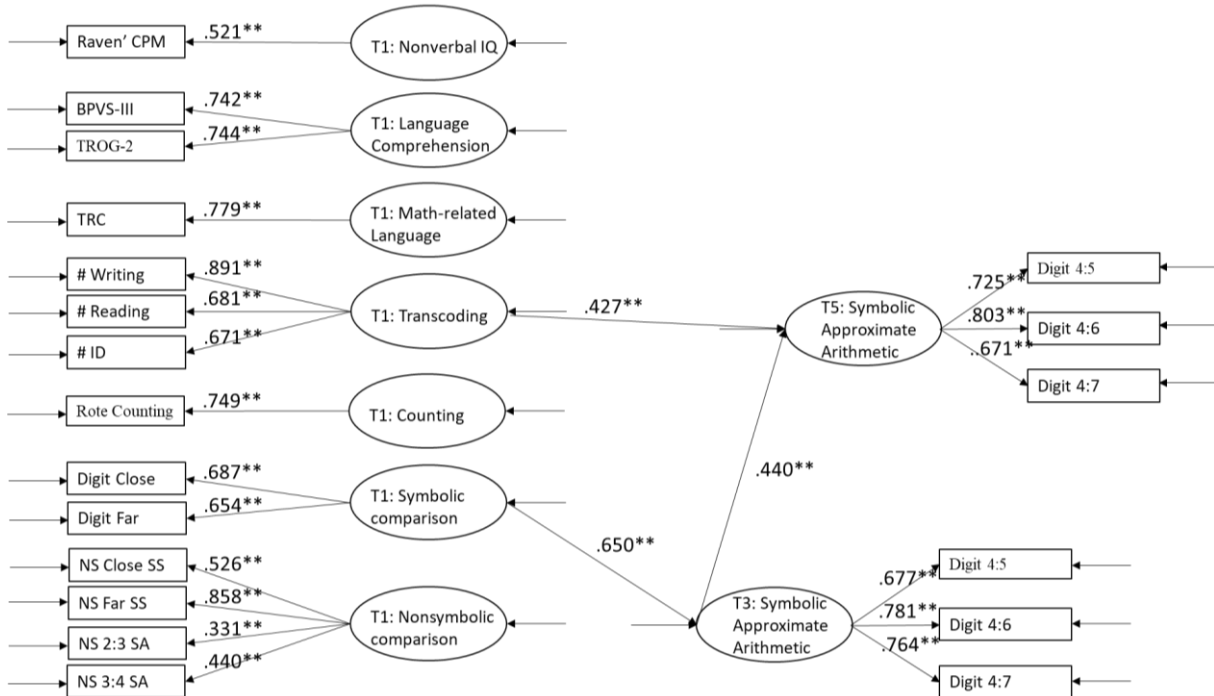 Raven' CPM
.521**
T1: Nonverbal IQ
BPVS-III
.742**
TROG-2
.744**
T1: Language
Comprehension
TRC
.779**
T1: Math-related
Language
# Writing
.891**
# Reading
.681**
# ID
.671**
T1: Transcoding
.427**
Rote Counting
.749**
T1: Counting
Digit Close
.687**
Digit Far
.654**
T1: Symbolic
comparison
.650**
NS Close SS
.526**
NS Far SS
.858**
NS 2:3 SA
.331**
NS 3:4 SA
.440**
T1: Nonsymbolic
comparison
T5: Symbolic
Approximate
Arithmetic
.725**
Digit 4:5
.803**
Digit 4:6
.671**
Digit 4:7
.440**
T3: Symbolic
Approximate
Arithmetic
.677**
Digit 4:5
.781**
Digit 4:6
.764**
Digit 4:7